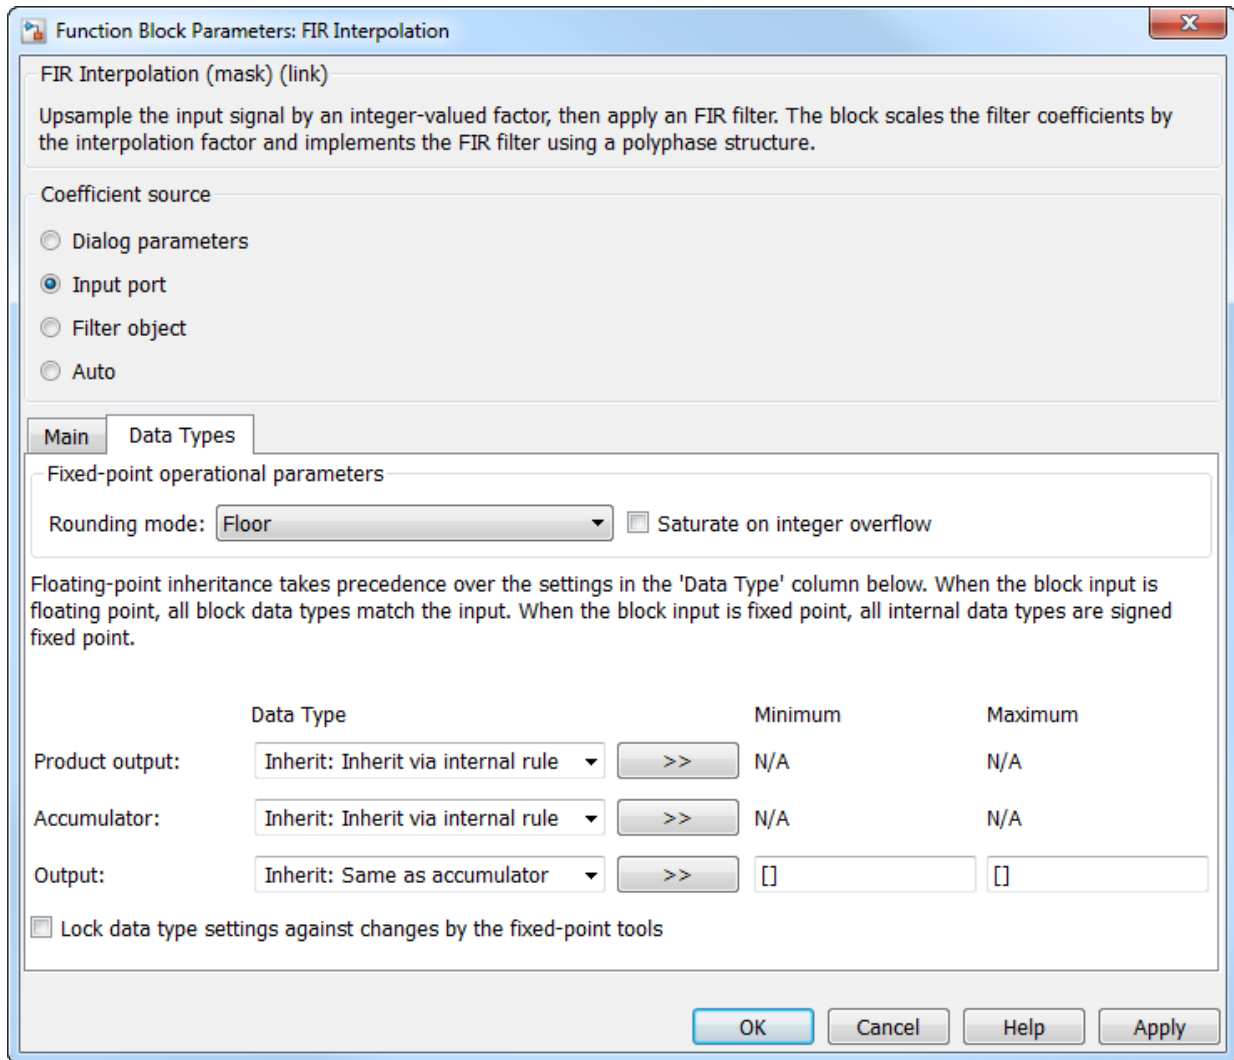 Function Block Parameters: FIR Interpolation
X
FIR Interpolation (mask) (link)
Upsample the input signal by an integer-valued factor, then apply an FIR filter. The block scales the filter coefficients by
the interpolation factor and implements the FIR filter using a polyphase structure.
Coefficient source
Dialog parameters
Input port
Filter object
Auto
Main Data Types
Fixed-point operational parameters
Rounding mode: Floor Saturate on integer overflow
Floating-point inheritance takes precedence over the settings in the 'Data Type' column below. When the block input is
floating point, all block data types match the input. When the block input is fixed point, all internal data types are signed
fixed point.
Data Type Minimum Maximum
Product output: Inherit: Inherit via internal rule >> N/A N/A
Accumulator: Inherit: Inherit via internal rule >> N/A N/A
Output: Inherit: Same as accumulator >> [] []
Lock data type settings against changes by the fixed-point tools
OK Cancel Help Apply